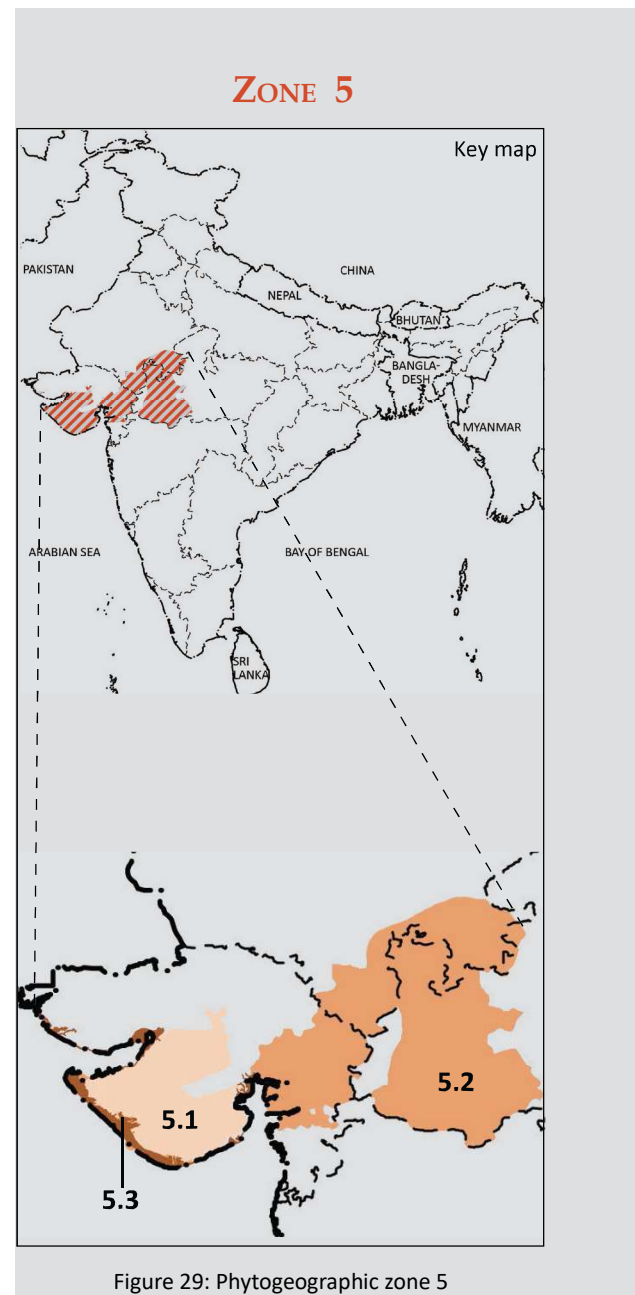 Zone 5
Key map
PAKISTAN
CHINA
NEPAL
BHUTAN
BANGLA-
DESH
MYANMAR
ARABIAN SEA
BAY OF BENGAL
SRI
LANKA
5.2
5.1
5.3
Figure 29: Phytogeographic zone 5